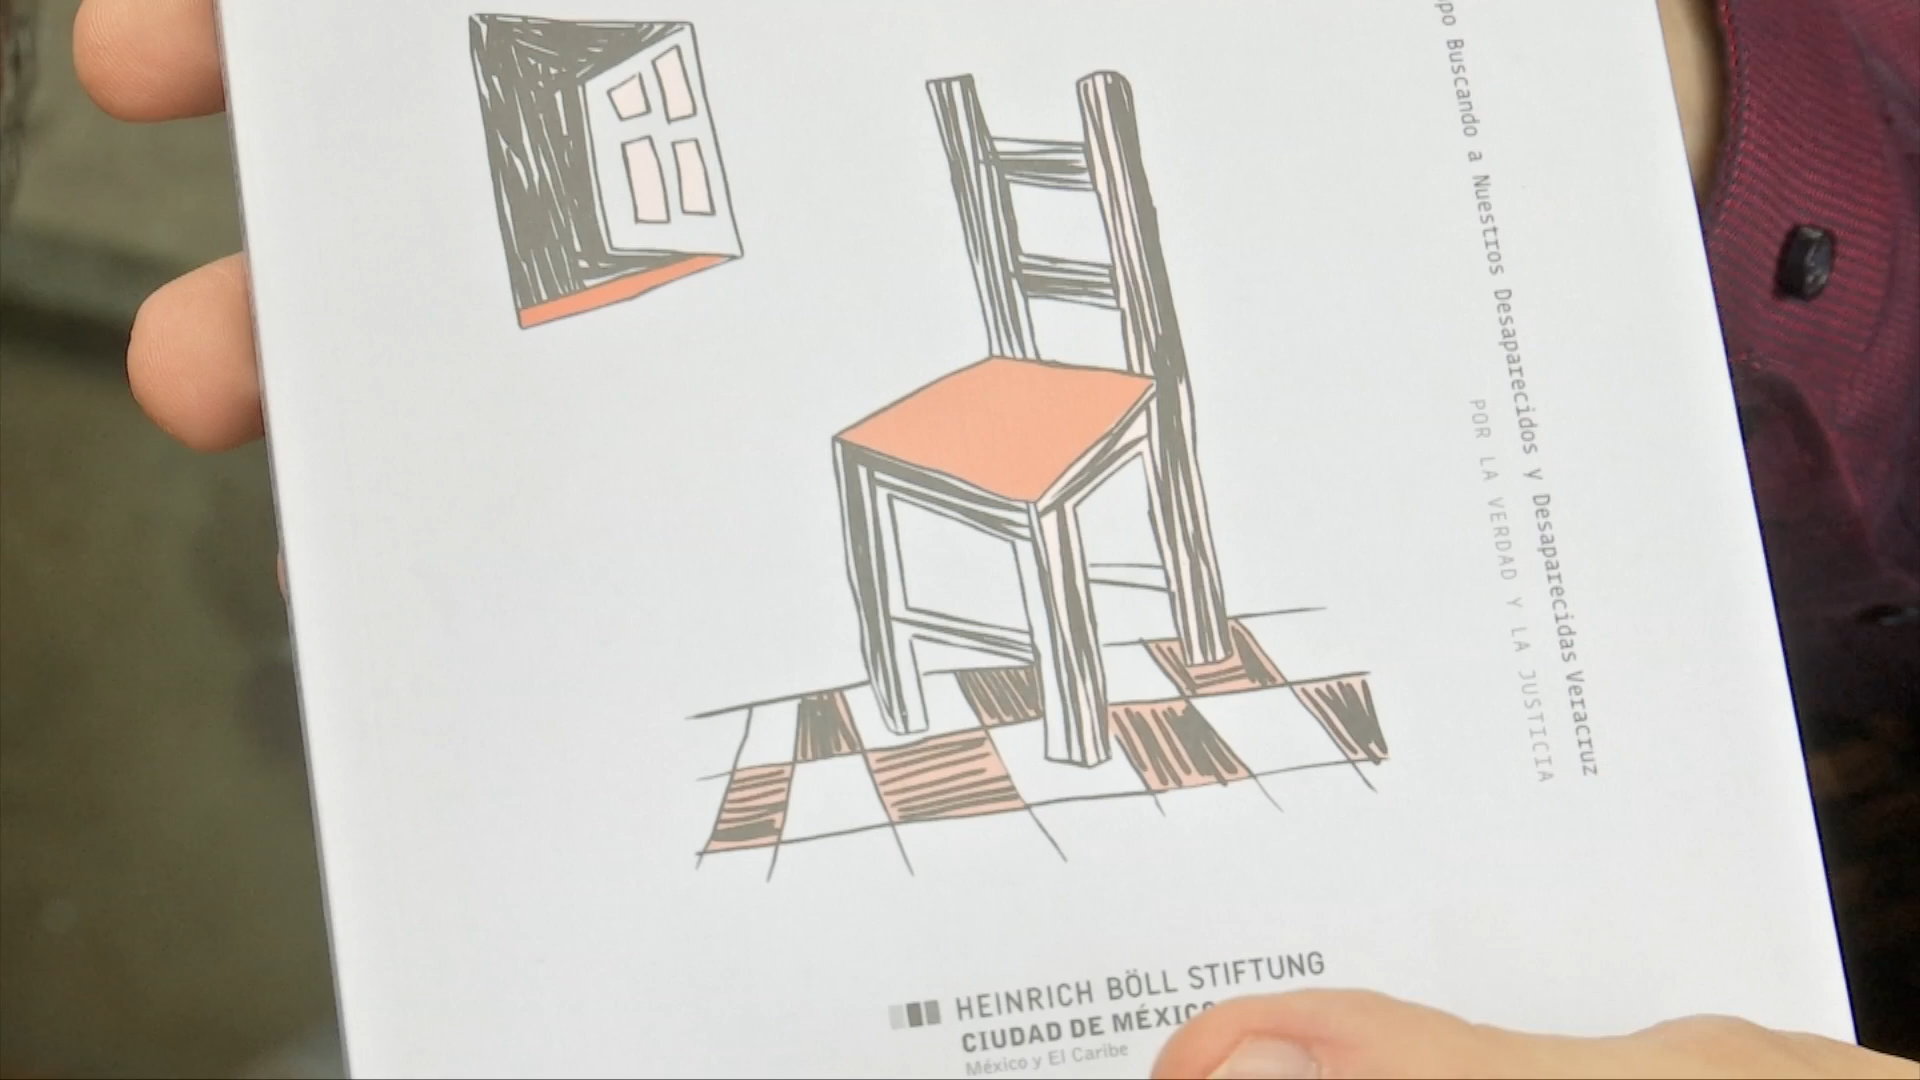 po Buscando a Nuestros Desaparecidos y Desaparecidas Veracruz
POR LA VERDAD Y LA JUSTICIA
HEINRICH BÖLL STIFTUNG
CIUDAD DE MÉXICO
México y El Caribe